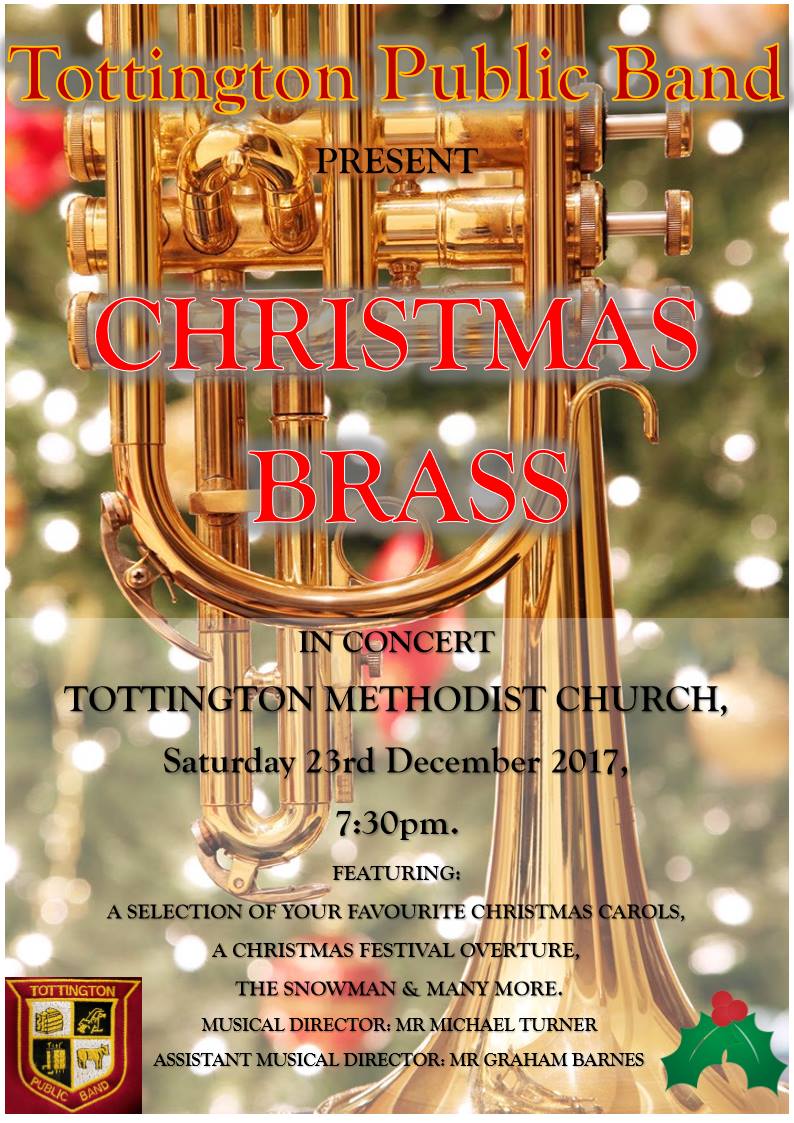 Tottington Public Band
PRESENT
CHRISTMAS
BRASS
IN CONCERT
TOTTINGTON METHODIST CHURCH,
Saturday 23rd December 2017,
7:30pm.
FEATURING:
A SELECTION OF YOUR FAVOURITE CHRISTMAS CAROLS,
A CHRISTMAS FESTIVAL OVERTURE,
THE SNOWMAN & MANY MORE.
MUSICAL DIRECTOR: MR MICHAEL TURNER
ASSISTANT MUSICAL DIRECTOR: MR GRAHAM BARNES
TOTTINGTON
PUBLIC BAND